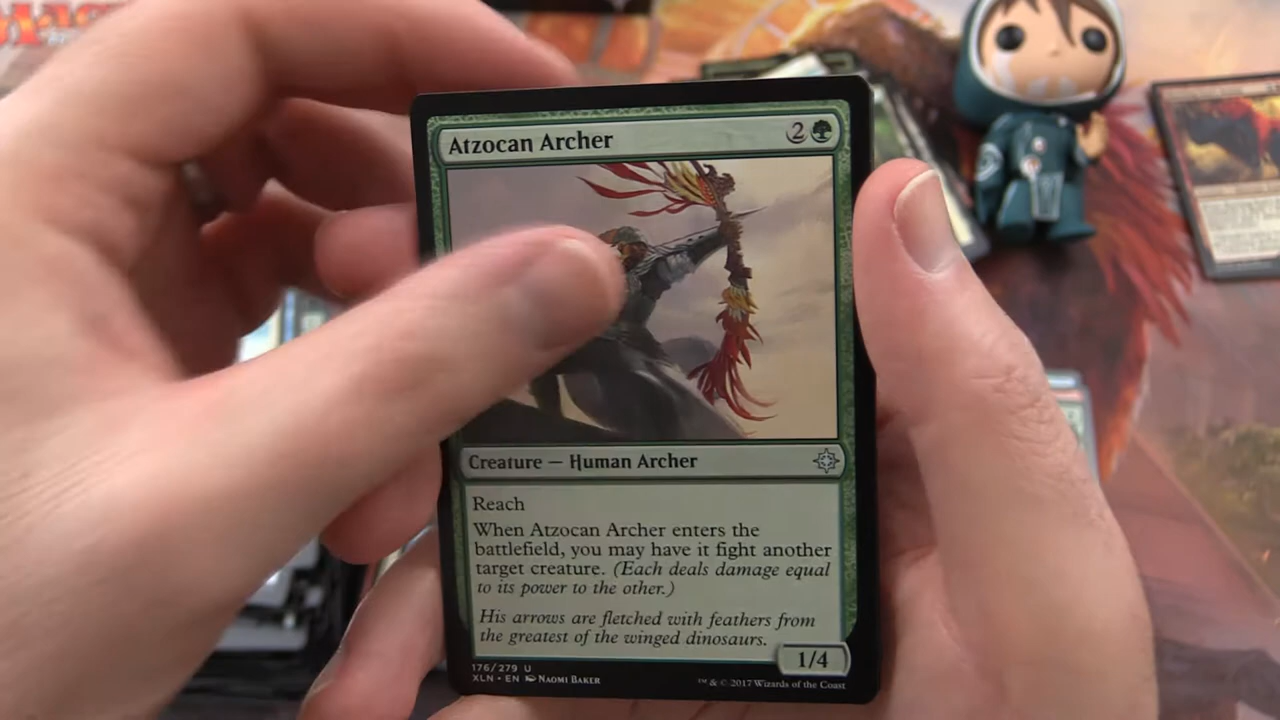 Atzocan Archer 2
Creature — Human Archer
Reach
When Atzocan Archer enters the
battlefield, you may have it fight another
target creature. (Each deals damage equal
to its power to the other.)
His arrows are fletched with feathers from
the greatest of the winged dinosaurs.
1/4
176/279 U
XLN • EN Naomi Baker
™ & © 2017 Wizards of the Coast